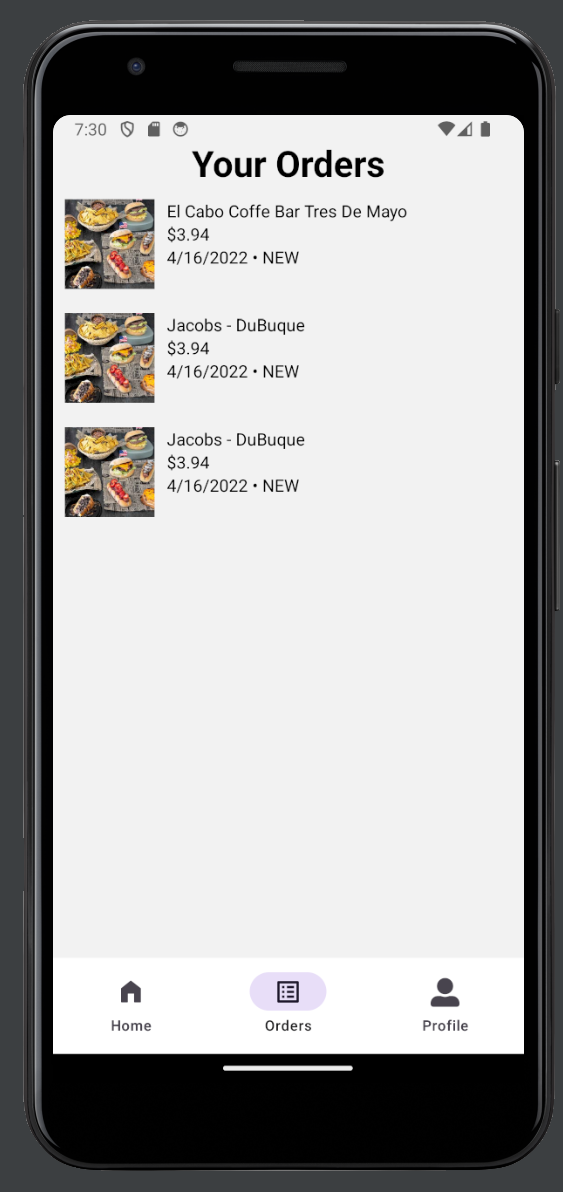 7:30
Your Orders
El Cabo Coffe Bar Tres De Mayo
$3.94
4/16/2022 • NEW
Jacobs - DuBuque
$3.94
4/16/2022 • NEW
Jacobs - DuBuque
$3.94
4/16/2022 • NEW
Home
Orders
Profile